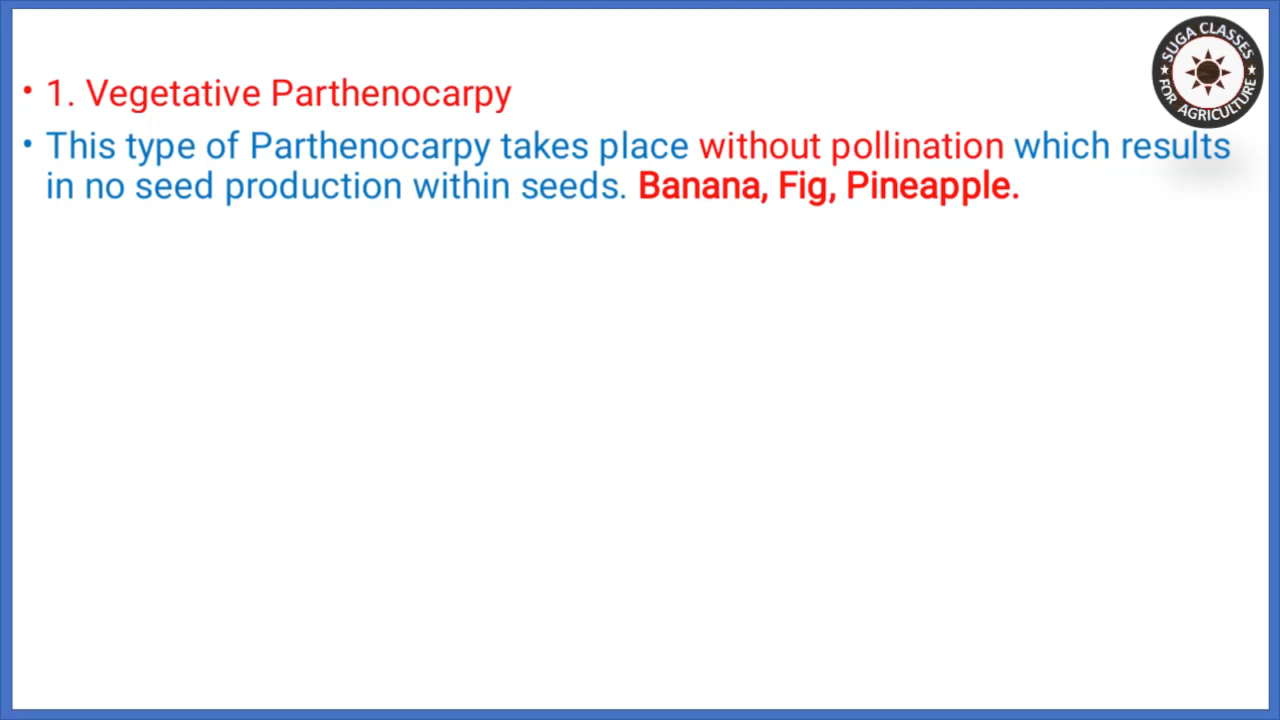 SUGA CLASSES
FOR AGRICULTURE
• 1. Vegetative Parthenocarpy
• This type of Parthenocarpy takes place without pollination which results
in no seed production within seeds. Banana, Fig, Pineapple.